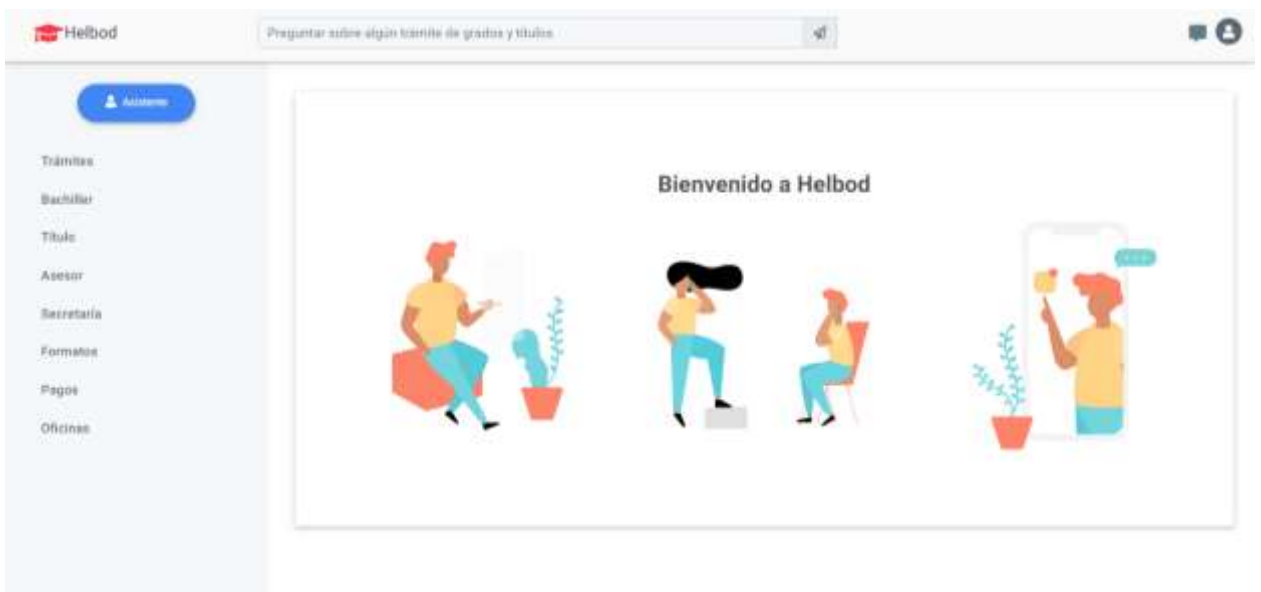 Helbod
Preguntar sobre algún trámite de grados y títulos
Asistente
Trámites
Bachiller
Título
Asesor
Secretaría
Formatos
Pagos
Oficinas
Bienvenido a Helbod